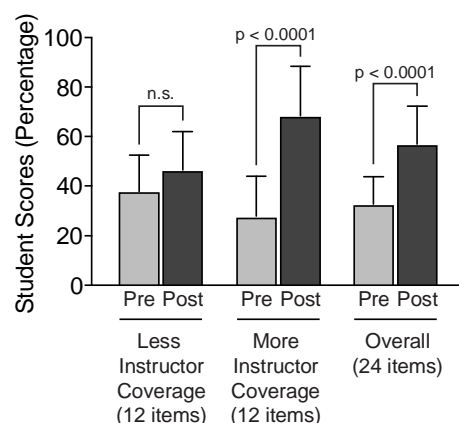 Student Scores (Percentage)
100
80
60
40
20
0
n.s.
p < 0.0001
p < 0.0001
Pre Post
Pre Post
Pre Post
Less
Instructor
Coverage
(12 items)
More
Instructor
Coverage
(12 items)
Overall
(24 items)